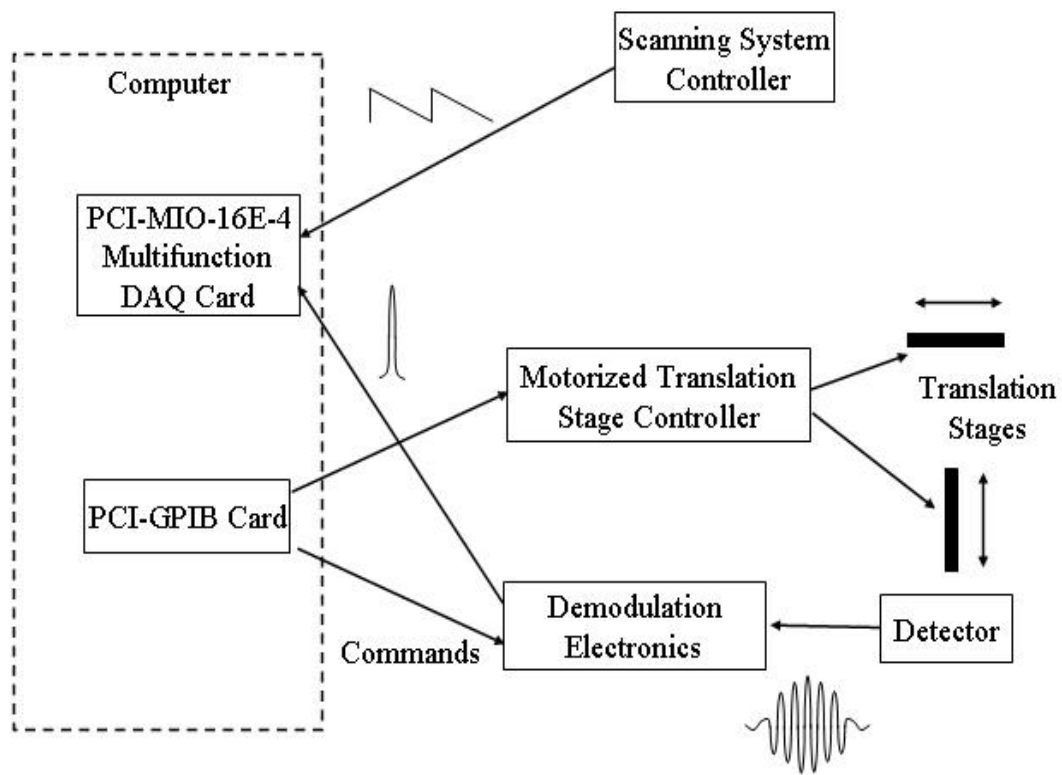 Scanning System
Controller
Computer
PCI-MIO-16E-4
Multifunction
DAQ Card
Motorized Translation
Stage Controller
Translation
Stages
PCI-GPIB Card
Commands
Demodulation
Electronics
Detector